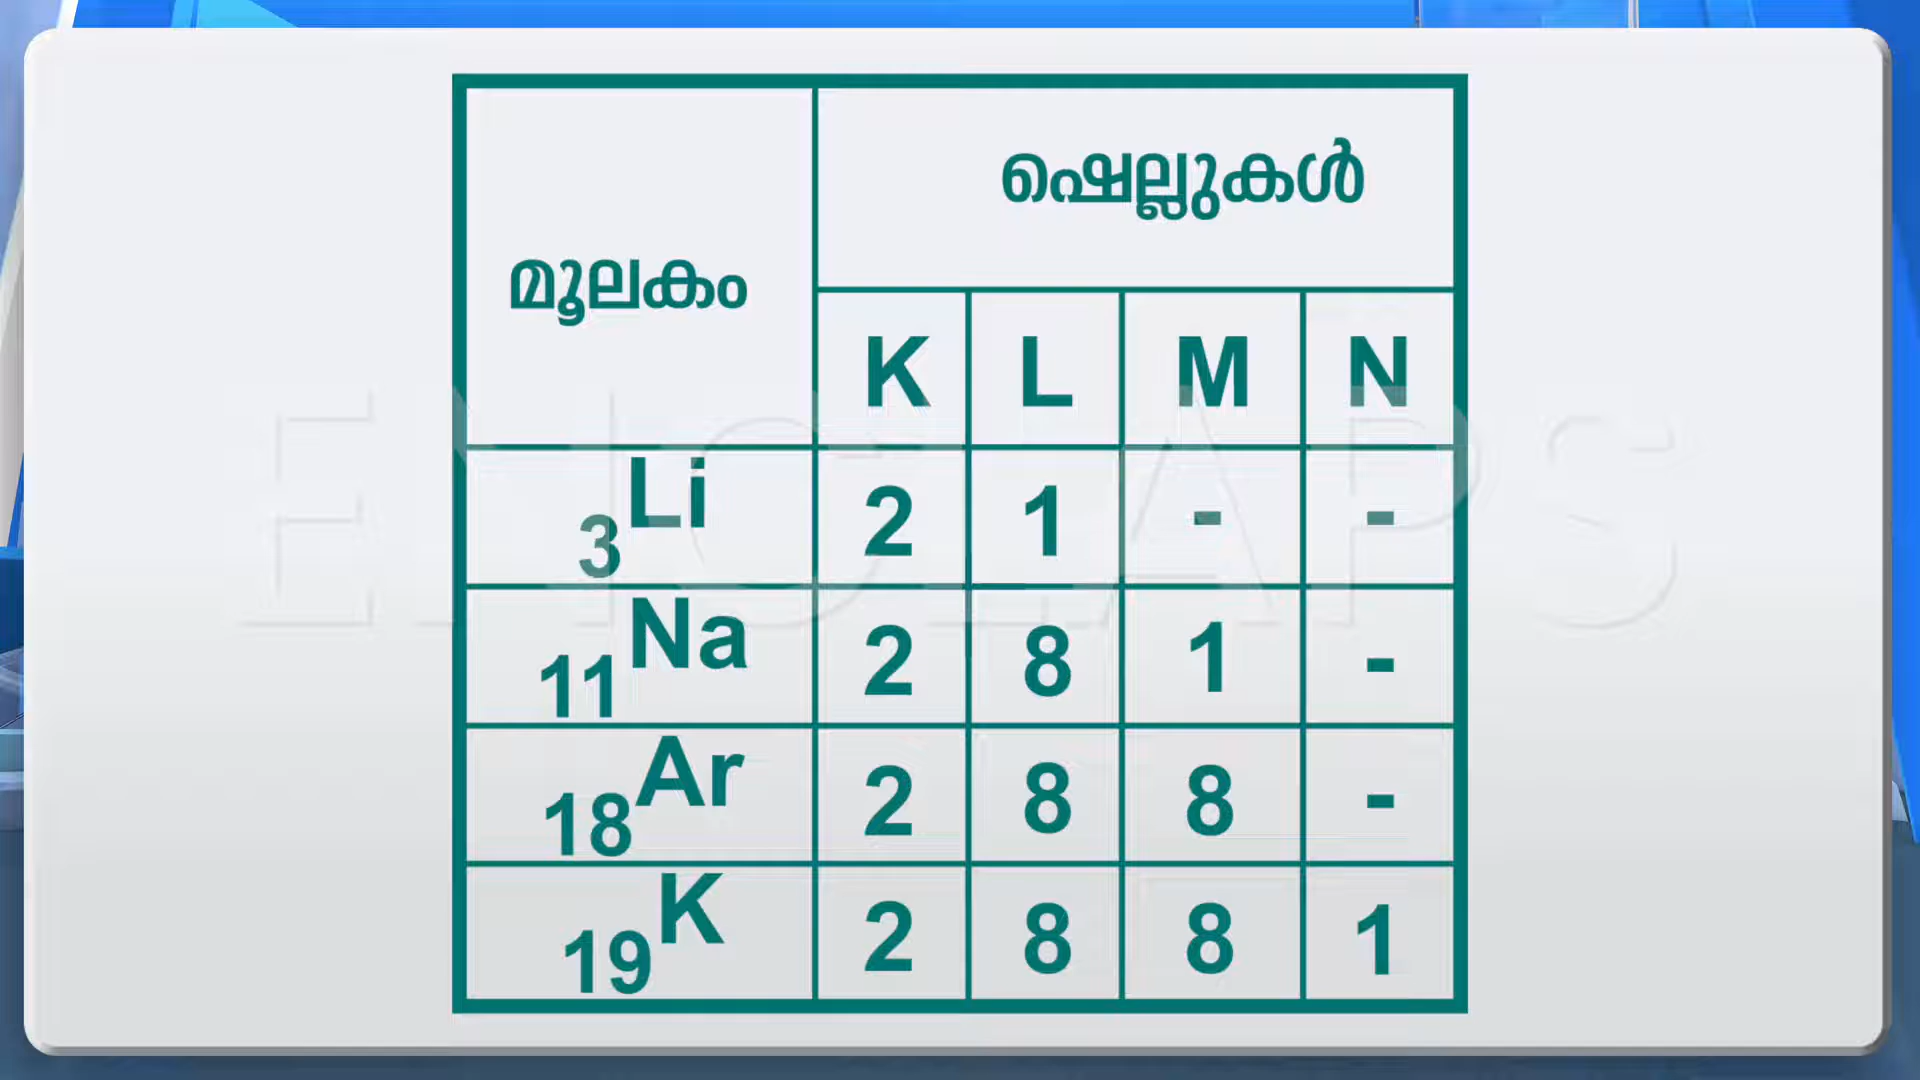 ഷെല്ലുകൾ
മൂലകം
K L M N
3Li 2 1 - -
11Na 2 8 1 -
18Ar 2 8 8 -
19K 2 8 8 1